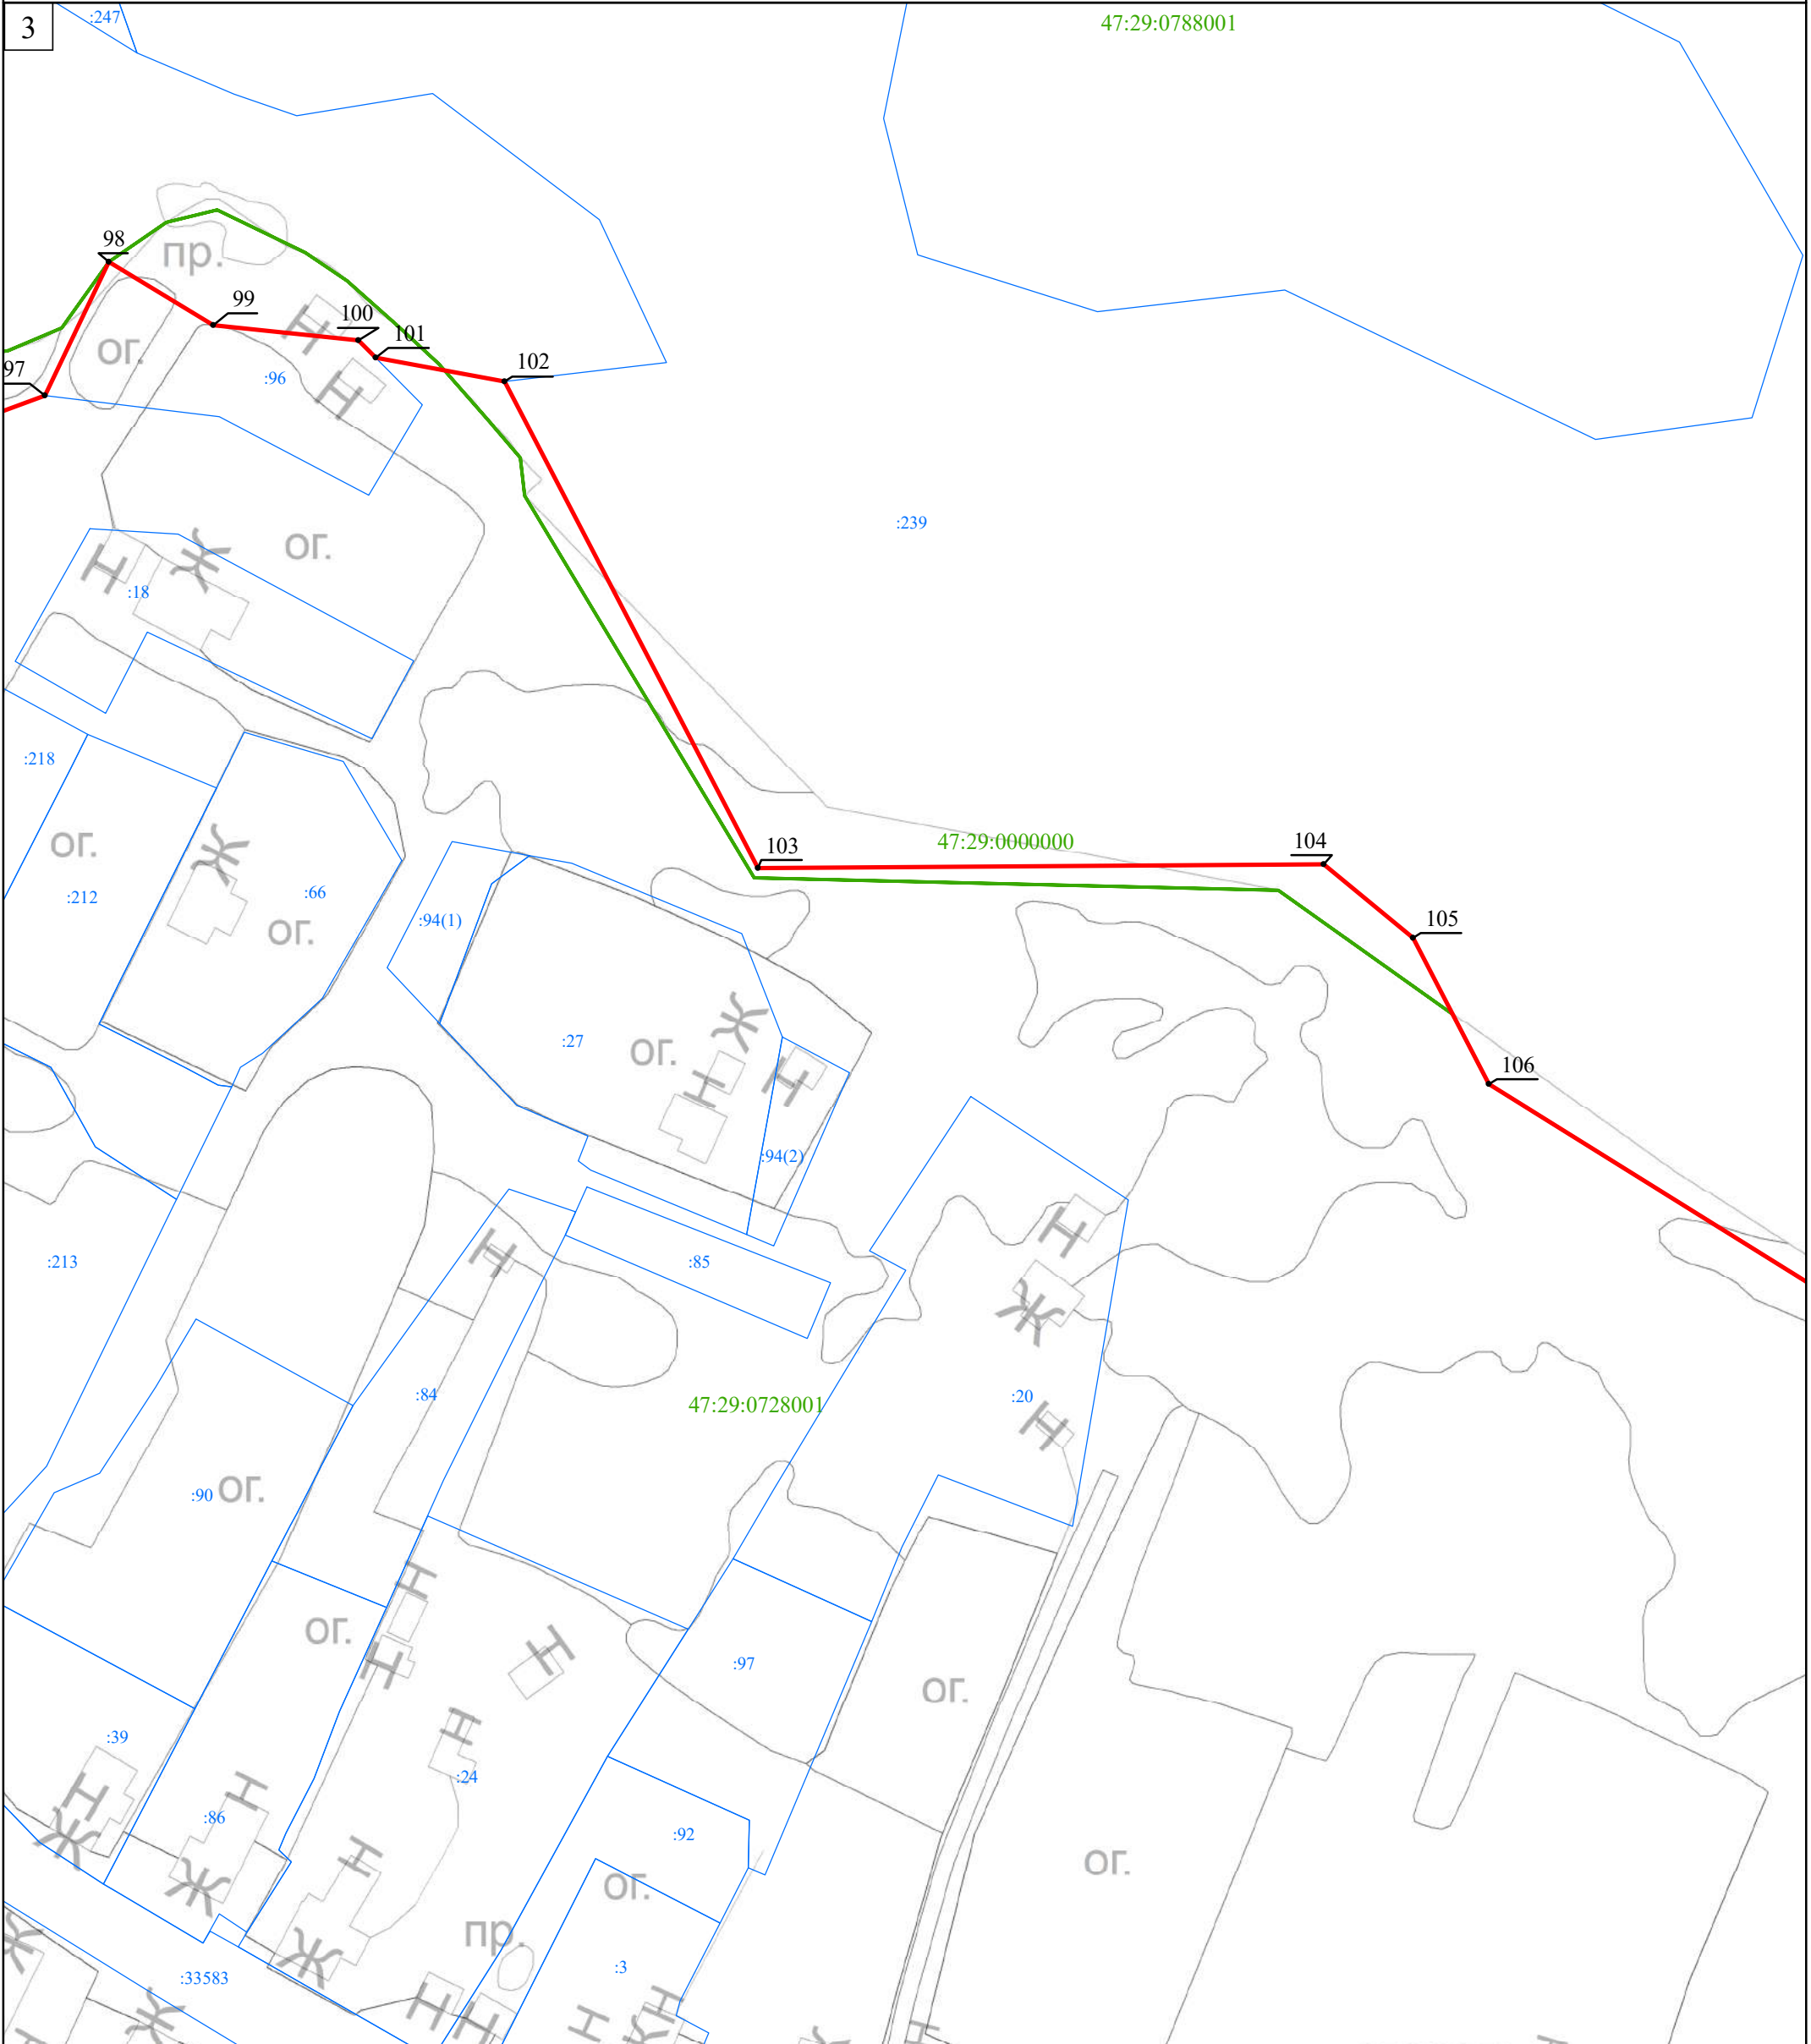 3
:247
47:29:0788001
98
пр.
99
100
Н
101
ог.
102
97
:96
Н
:239
ог.
Н
Ж
:18
:218
47:29:0000000
104
ог.
103
Ж
:212
:66
ог.
:94(1)
105
Ж
:27
ог.
Н
Н
106
:94(2)
Н
:213
Н
:85
Ж
:84
:20
47:29:0728001
Н
:90
ог.
Н
ог.
Н
Н
:97
ог.
Н
:39
:24
Н
Н
:86
Ж
:92
Н
ог.
Ж
ог.
пр.
Ж
Ж
:3
:33583
Ж
Н
Н
Н
Н
Ж
Н